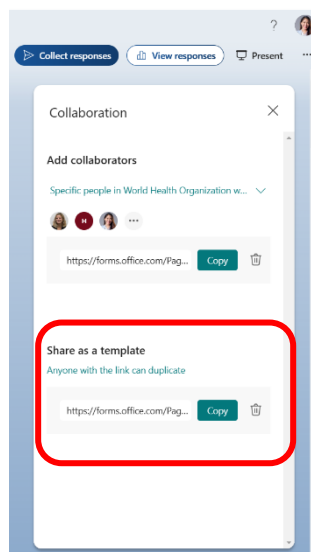 ?
Collect responses View responses Present ...
Collaboration
Add collaborators
Specific people in World Health Organization w...
H ...
https://forms.office.com/Pag... Copy
Share as a template
Anyone with the link can duplicate
https://forms.office.com/Pag... Copy